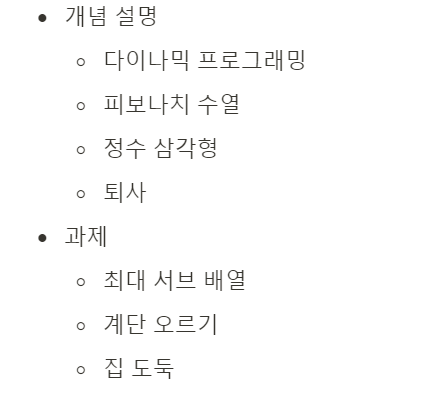 개념 설명
다이나믹 프로그래밍
피보나치 수열
정수 삼각형
퇴사
과제
최대 서브 배열
계단 오르기
집 도둑